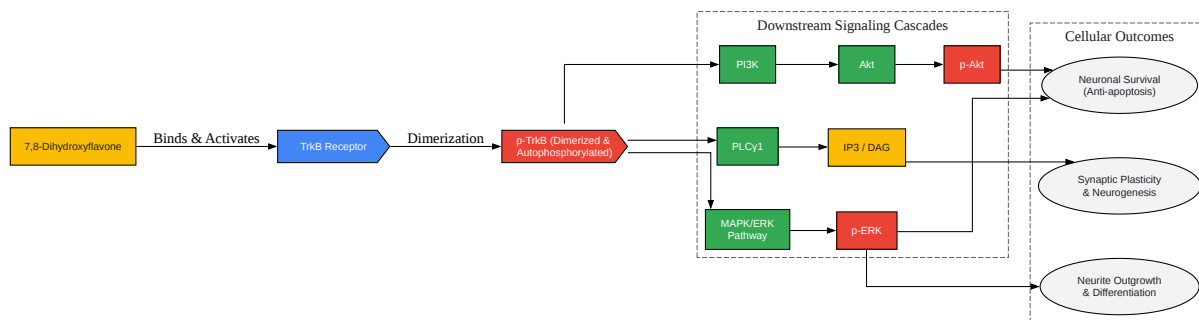 Downstream Signaling Cascades
Cellular Outcomes
PI3K
Akt
p-Akt
Neuronal Survival
(Anti-apoptosis)
7,8-Dihydroxyflavone
Binds & Activates
TrkB Receptor
Dimerization
p-TrkB (Dimerized &
Autophosphorylated)
PLCγ1
IP3 / DAG
Synaptic Plasticity
& Neurogenesis
MAPK/ERK
Pathway
p-ERK
Neurite Outgrowth
& Differentiation